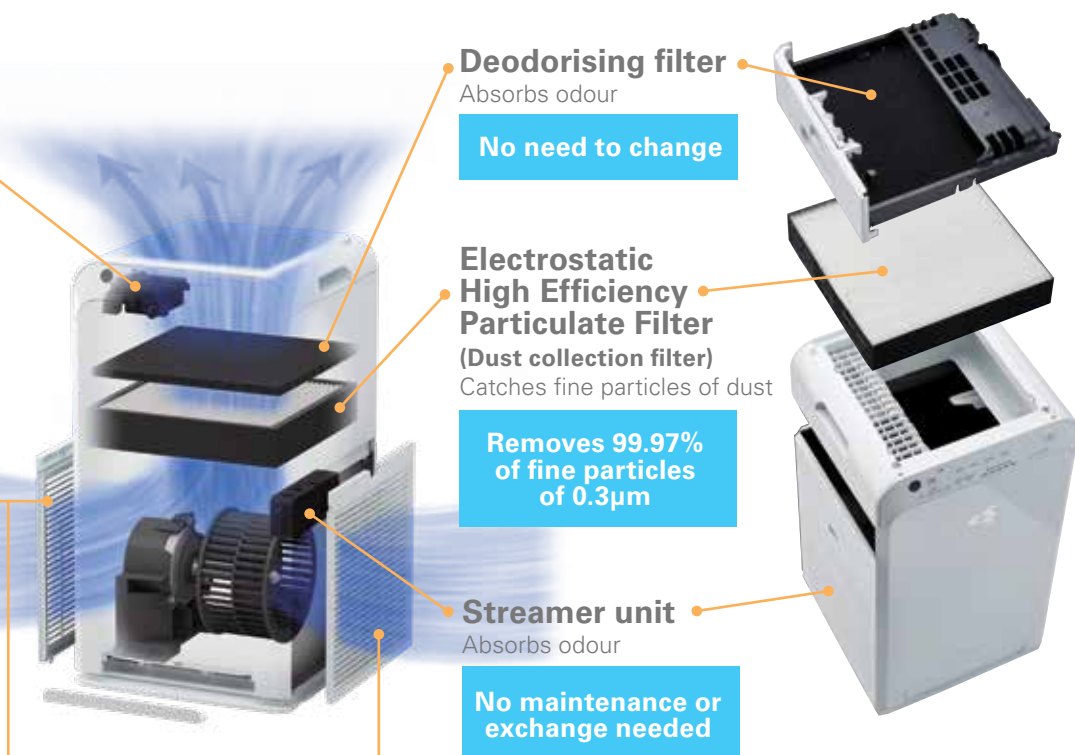 Deodorising filter
Absorbs odour
No need to change
Electrostatic
High Efficiency
Particulate Filter
(Dust collection filter)
Catches fine particles of dust
Removes 99.97%
of fine particles
of 0.3µm
Streamer unit
Absorbs odour
No maintenance or
exchange needed